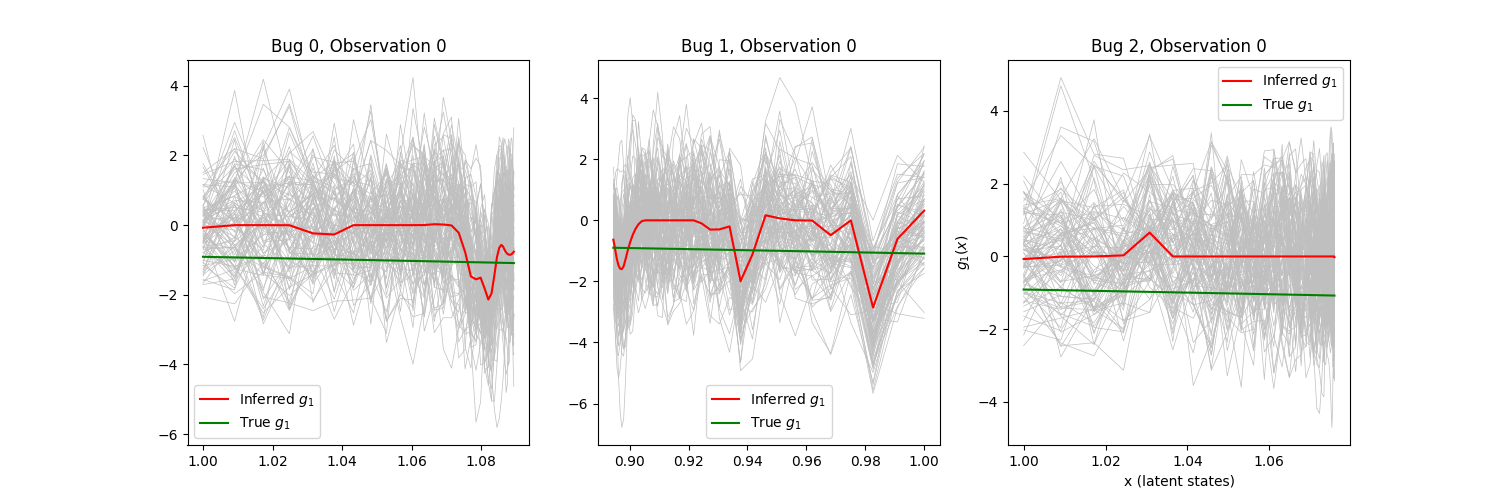 Bug 0, Observation 0
4
2
0
−2
−4
−6
1.00 1.02 1.04 1.06 1.08
Inferred g₁
True g₁
Bug 1, Observation 0
4
2
0
−2
−4
−6
0.90 0.92 0.94 0.96 0.98 1.00
Inferred g₁
True g₁
Bug 2, Observation 0
g₁(x)
4
2
0
−2
−4
1.00 1.02 1.04 1.06
x (latent states)
Inferred g₁
True g₁